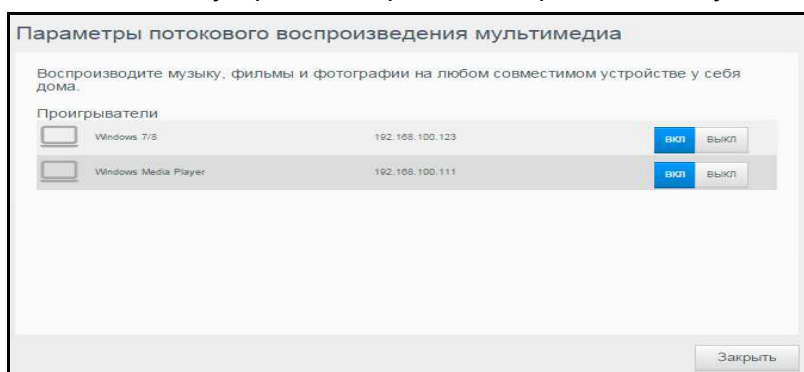 Параметры потокового воспроизведения мультимедиа
Воспроизводите музыку, фильмы и фотографии на любом совместимом устройстве у себя
дома.
Проигрыватели
Windows 7/8 192.168.100.123 ВКЛ ВЫКЛ
Windows Media Player 192.168.100.111 ВКЛ ВЫКЛ
Закрыть